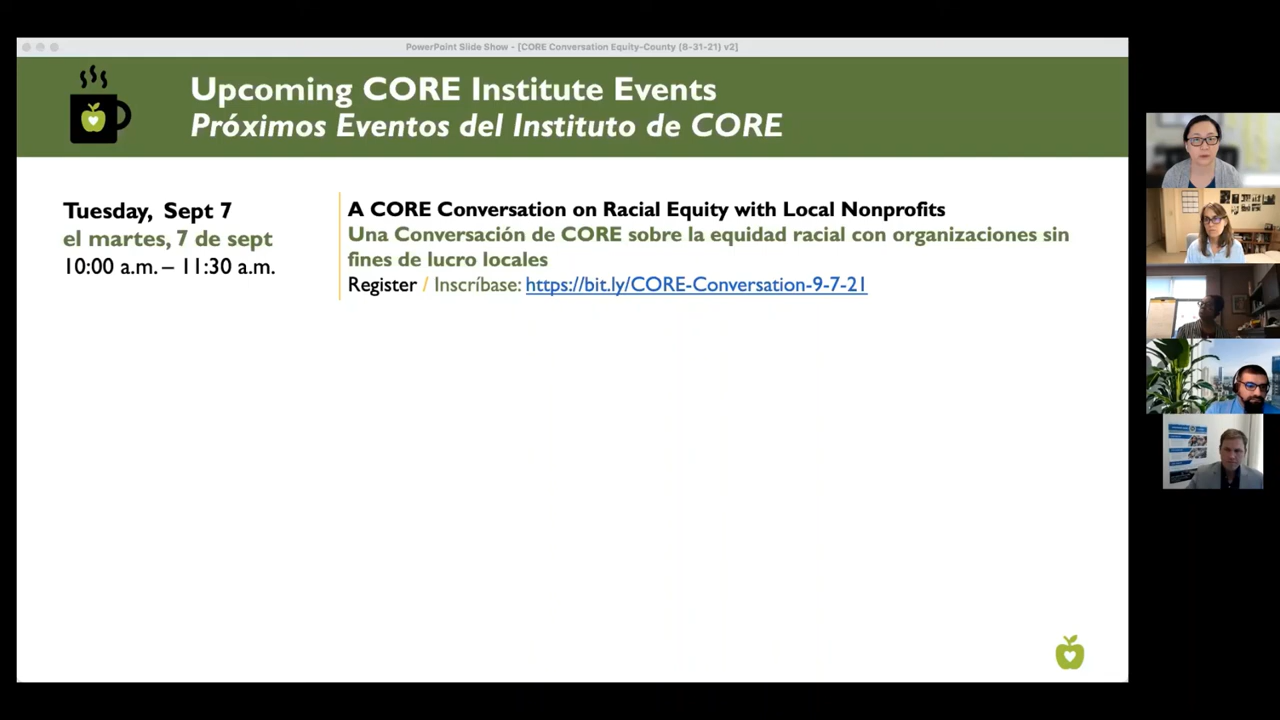 PowerPoint Slide Show - [CORE Conversation Equity-County (8-31-21) v2]
Upcoming CORE Institute Events
Próximos Eventos del Instituto de CORE
Tuesday, Sept 7
el martes, 7 de sept
10:00 a.m. – 11:30 a.m.
A CORE Conversation on Racial Equity with Local Nonprofits
Una Conversación de CORE sobre la equidad racial con organizaciones sin
fines de lucro locales
Register / Inscríbase: https://bit.ly/CORE-Conversation-9-7-21